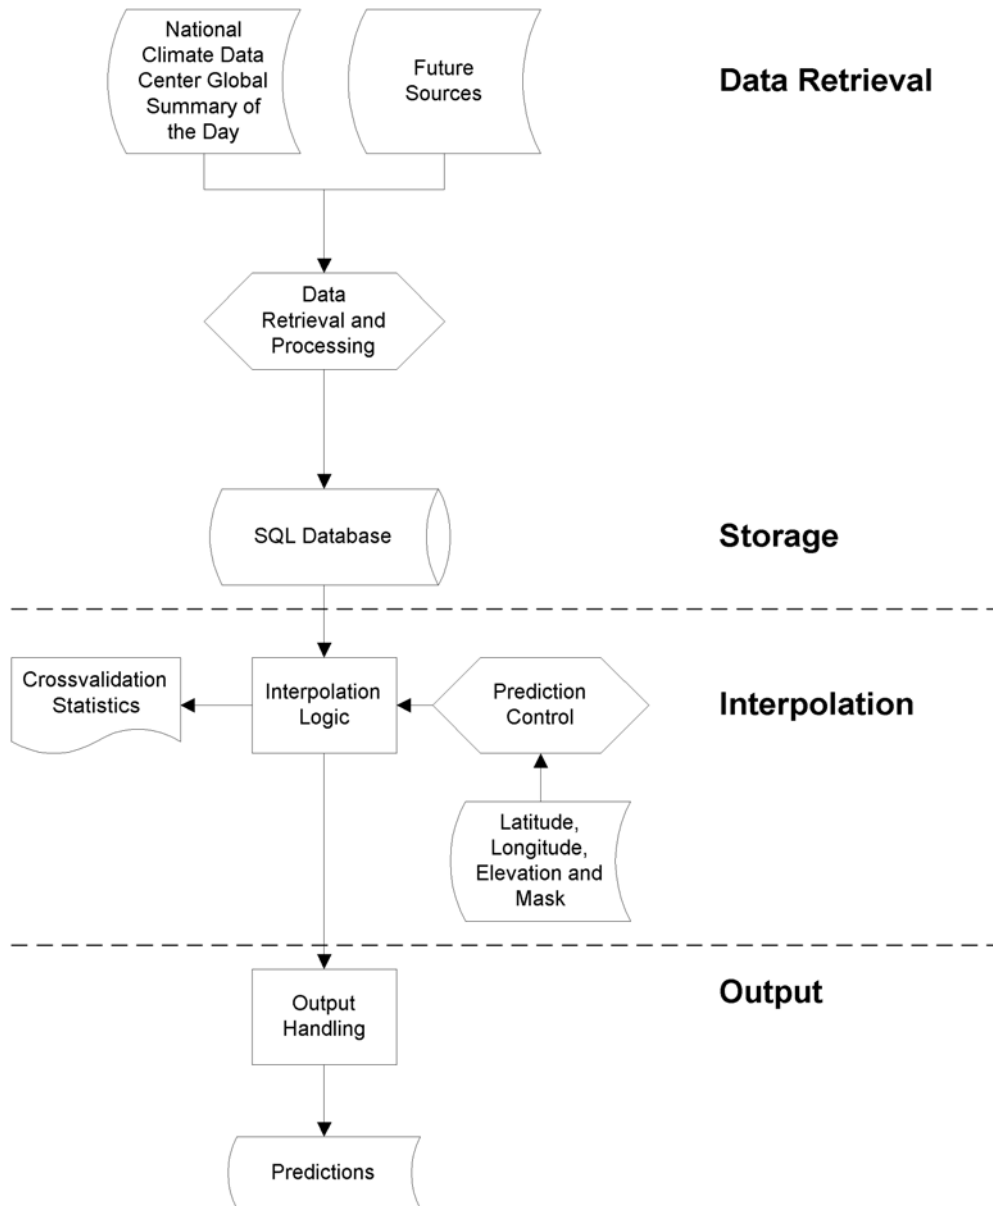 National
Climate Data
Center Global
Summary of
the Day
Future
Sources
Data Retrieval
Data
Retrieval and
Processing
SQL Database
Storage
Crossvalidation
Statistics
Interpolation
Logic
Prediction
Control
Interpolation
Latitude,
Longitude,
Elevation and
Mask
Output
Handling
Output
Predictions